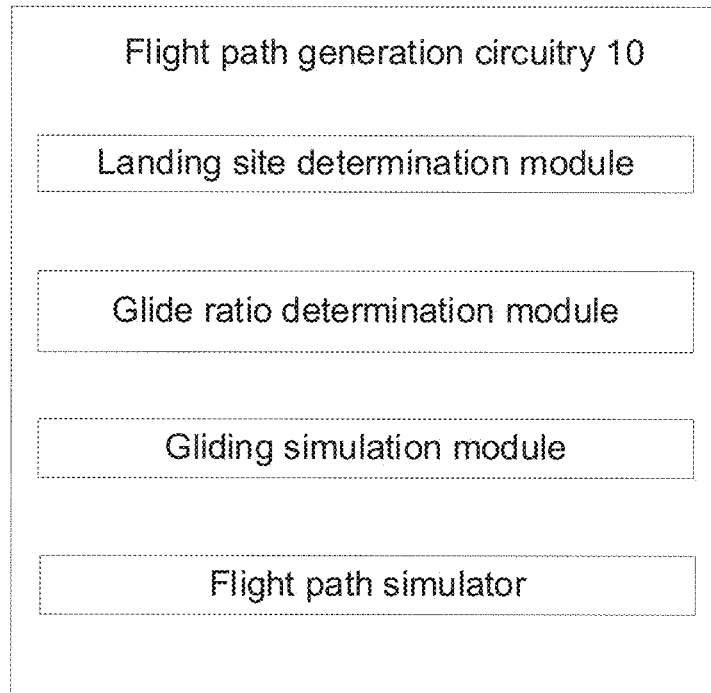 Flight path generation circuitry 10
Landing site determination module
Glide ratio determination module
Gliding simulation module
Flight path simulator